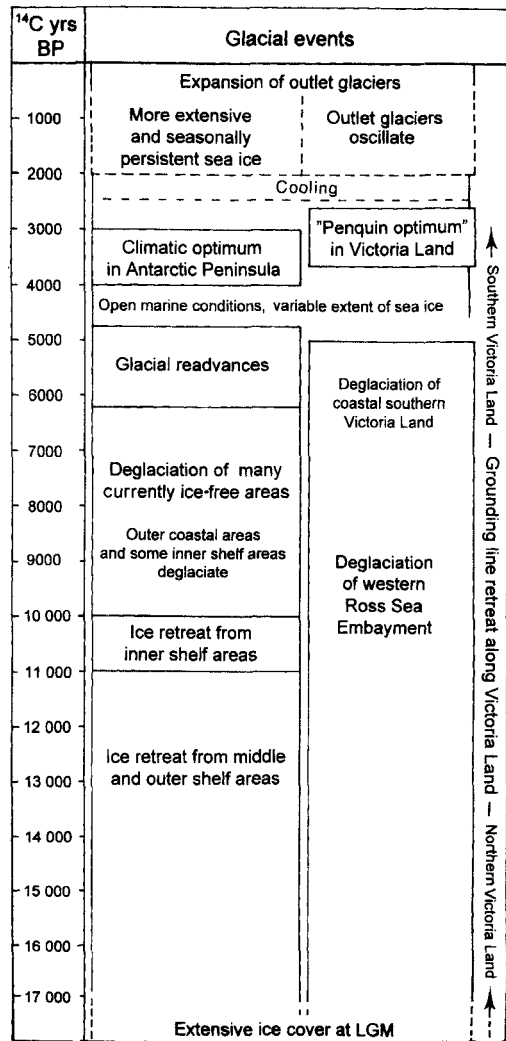 ¹⁴C yrs
BP
Glacial events
1000
2000
3000
4000
5000
6000
7000
8000
9000
10 000
11 000
12 000
13 000
14 000
15 000
16 000
17 000
Expansion of outlet glaciers
More extensive
and seasonally
persistent sea ice
Outlet glaciers
oscillate
Cooling
Climatic optimum
in Antarctic Peninsula
"Penquin optimum"
in Victoria Land
Open marine conditions, variable extent of sea ice
Glacial readvances
Deglaciation of
coastal southern
Victoria Land
Deglaciation of many
currently ice-free areas
Outer coastal areas
and some inner shelf areas
deglaciate
Deglaciation
of western
Ross Sea
Embayment
Ice retreat from
inner shelf areas
Ice retreat from middle
and outer shelf areas
Extensive ice cover at LGM
Southern Victoria Land — Grounding line retreat along Victoria Land — Northern Victoria Land